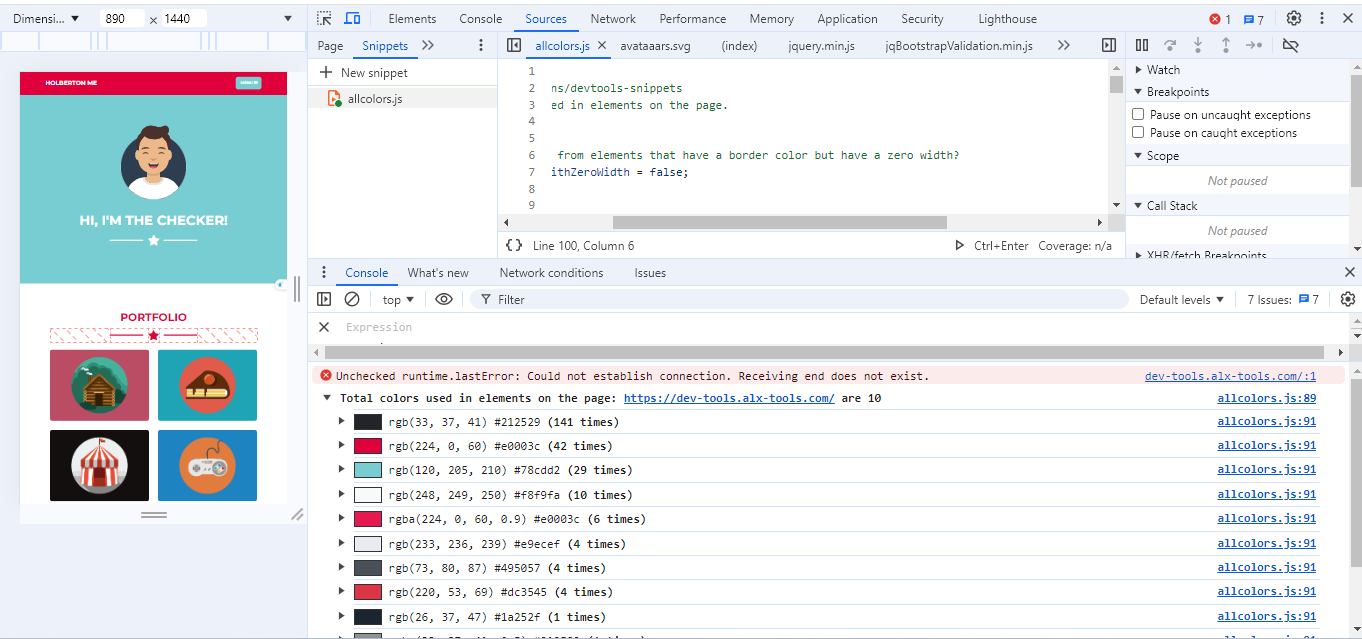 Dimensi... 890 × 1440
Elements Console Sources Network Performance Memory Application Security Lighthouse 1 7
Page Snippets allcolors.js avataaars.svg (index) jquery.min.js jqBootstrapValidation.min.js
New snippet
allcolors.js
1
2 ns/devtools-snippets
3 ed in elements on the page.
4
5
6 from elements that have a border color but have a zero width?
7 ithZeroWidth = false;
8
9
{} Line 100, Column 6 Ctrl+Enter Coverage: n/a
Watch
Breakpoints
Pause on uncaught exceptions
Pause on caught exceptions
Scope
Not paused
Call Stack
Not paused
XHR/fetch Breakpoints
HOLBERTON ME
HI, I'M THE CHECKER!
PORTFOLIO
Console What's new Network conditions Issues
top Filter Default levels 7 Issues: 7
Expression
Unchecked runtime.lastError: Could not establish connection. Receiving end does not exist. dev-tools.alx-tools.com/:1
Total colors used in elements on the page: https://dev-tools.alx-tools.com/ are 10 allcolors.js:89
rgb(33, 37, 41) #212529 (141 times) allcolors.js:91
rgb(224, 0, 60) #e0003c (42 times) allcolors.js:91
rgb(120, 205, 210) #78cdd2 (29 times) allcolors.js:91
rgb(248, 249, 250) #f8f9fa (10 times) allcolors.js:91
rgba(224, 0, 60, 0.9) #e0003c (6 times) allcolors.js:91
rgb(233, 236, 239) #e9ecef (4 times) allcolors.js:91
rgb(73, 80, 87) #495057 (4 times) allcolors.js:91
rgb(220, 53, 69) #dc3545 (4 times) allcolors.js:91
rgb(26, 37, 47) #1a252f (1 times) allcolors.js:91